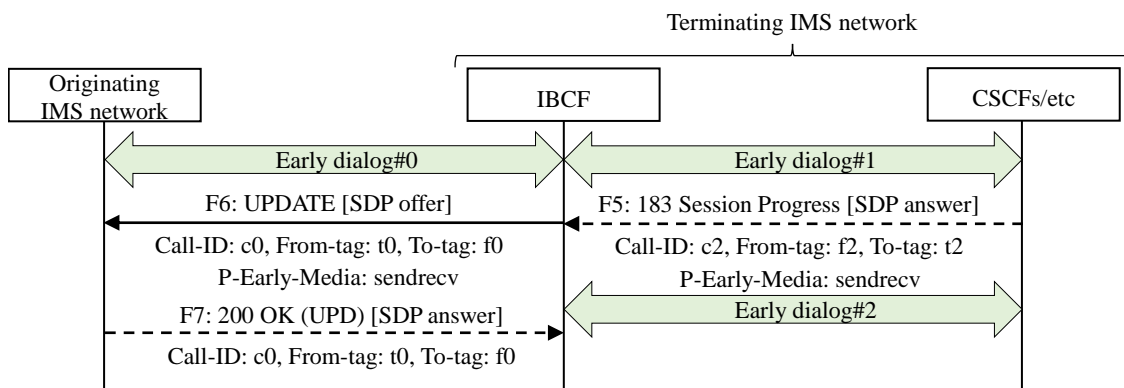 Terminating IMS network
Originating
IMS network
IBCF
CSCFs/etc
Early dialog#0
Early dialog#1
F6: UPDATE [SDP offer]
F5: 183 Session Progress [SDP answer]
Call-ID: c0, From-tag: t0, To-tag: f0
Call-ID: c2, From-tag: f2, To-tag: t2
P-Early-Media: sendrecv
P-Early-Media: sendrecv
Early dialog#2
F7: 200 OK (UPD) [SDP answer]
Call-ID: c0, From-tag: t0, To-tag: f0